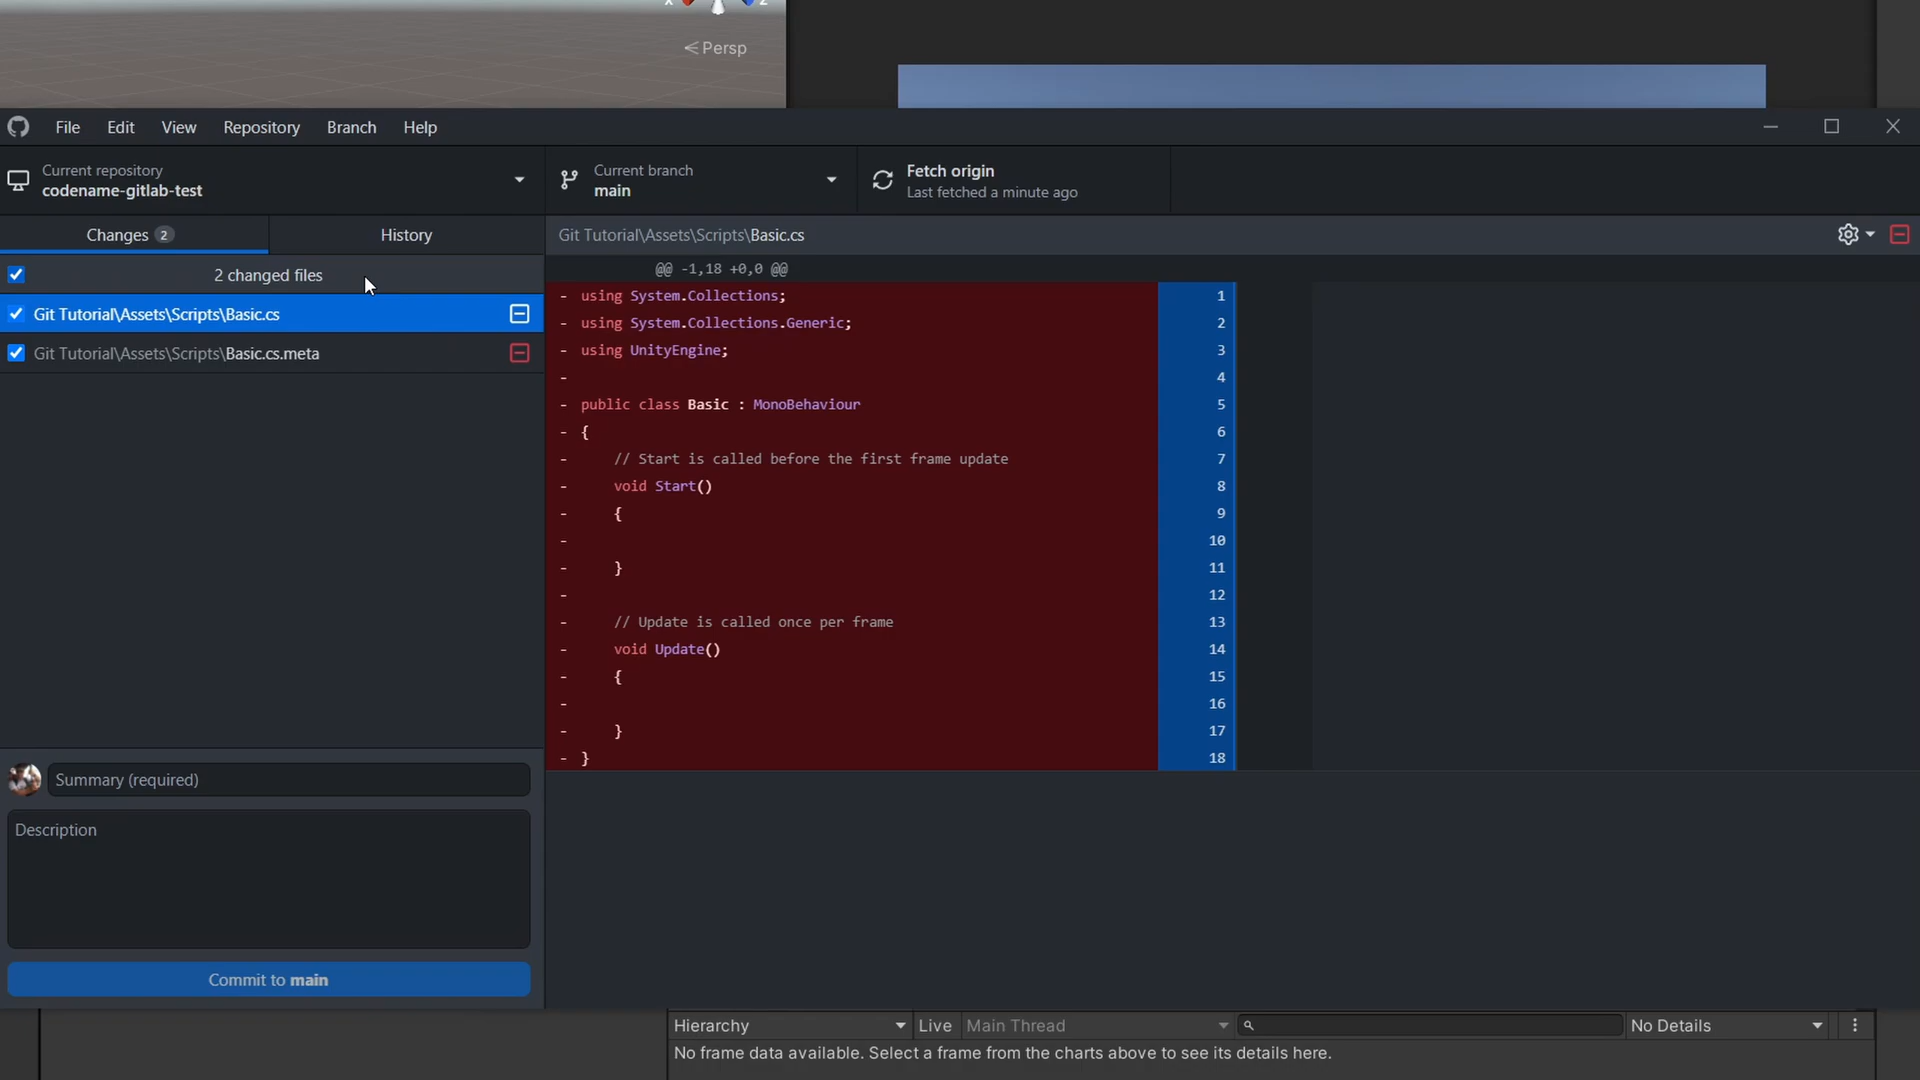 x z
< Persp
File Edit View Repository Branch Help
Current repository
codename-gitlab-test
Current branch
main
Fetch origin
Last fetched a minute ago
Changes 2
History
Git Tutorial\Assets\Scripts\Basic.cs
2 changed files
Git Tutorial\Assets\Scripts\Basic.cs
Git Tutorial\Assets\Scripts\Basic.cs.meta
@@ -1,18 +0,0 @@
- using System.Collections; 1
- using System.Collections.Generic; 2
- using UnityEngine; 3
- 4
- public class Basic : MonoBehaviour 5
- { 6
- // Start is called before the first frame update 7
- void Start() 8
- { 9
- 10
- } 11
- 12
- // Update is called once per frame 13
- void Update() 14
- { 15
- 16
- } 17
- } 18
Summary (required)
Description
Commit to main
Hierarchy Live Main Thread No Details
No frame data available. Select a frame from the charts above to see its details here.